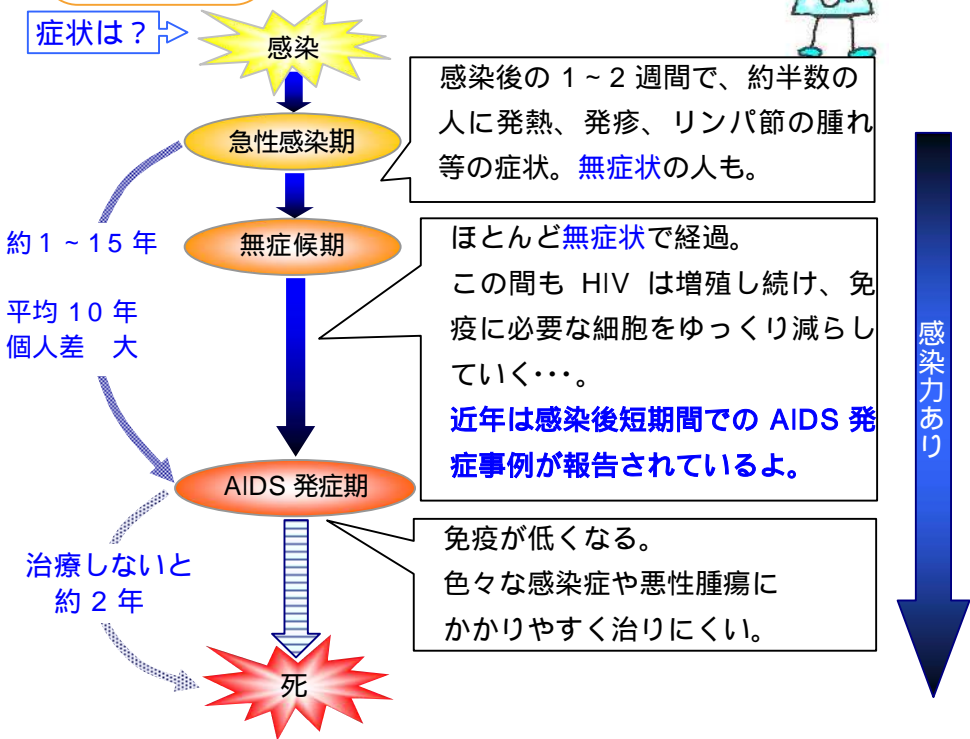 症状は？
感染
感染後の 1 ~ 2 週間で、約半数の
人に発熱、発疹、リンパ節の腫れ
等の症状。無症状の人も。
急性感染期
約 1 ~ 15 年
無症候期
ほとんど無症状で経過。
この間も HIV は増殖し続け、免
疫に必要な細胞をゆっくり減らし
ていく･･･。
近年は感染後短期間での AIDS 発
症事例が報告されているよ。
平均 10 年
個人差　大
感染力あり
AIDS 発症期
免疫が低くなる。
色々な感染症や悪性腫瘍に
かかりやすく治りにくい。
治療しないと
約 2 年
死